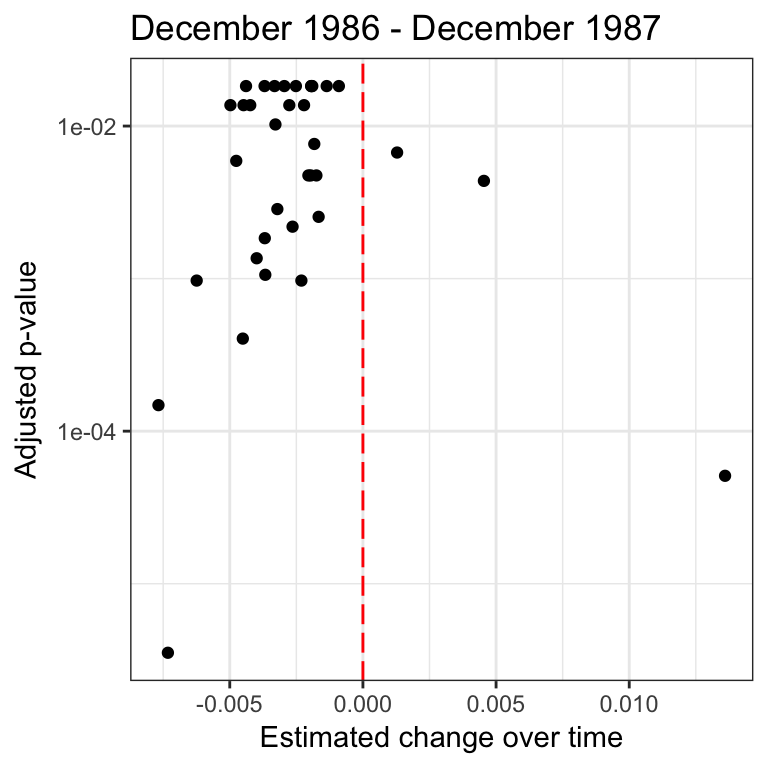 December 1986 - December 1987
Adjusted p-value
1e-02
1e-04
-0.005 0.000 0.005 0.010
Estimated change over time